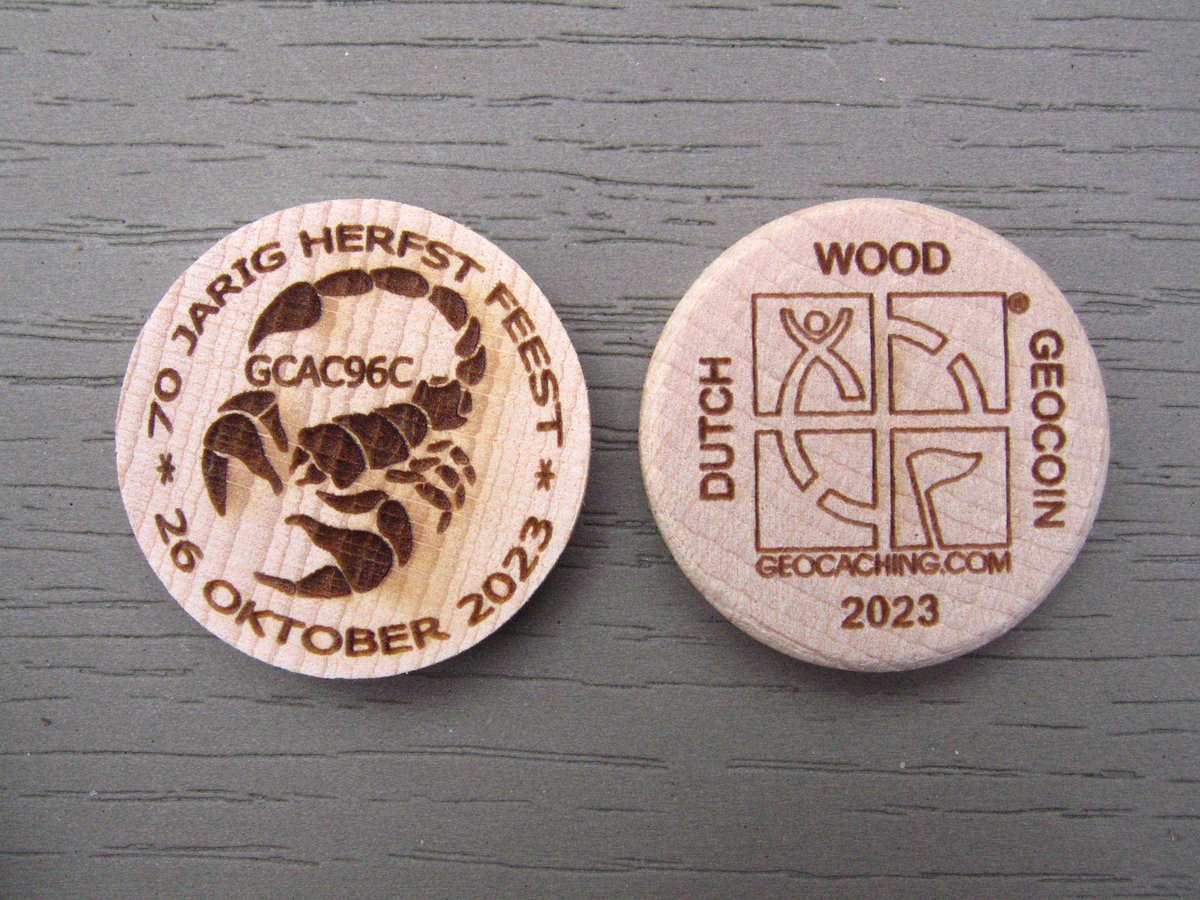 * 70 JARIG HERFST FEEST *
GCAC96C
26 OKTOBER 2023
WOOD
DUTCH
GEOCOIN
GEOCACHING.COM
2023